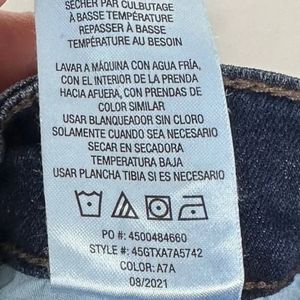 SÉCHER PAR CULBUTAGE
À BASSE TEMPÉRATURE
REPASSER À BASSE
TEMPÉRATURE AU BESOIN
LAVAR A MÁQUINA CON AGUA FRÍA,
CON EL INTERIOR DE LA PRENDA
HACIA AFUERA, CON PRENDAS DE
COLOR SIMILAR
USAR BLANQUEADOR SIN CLORO
SOLAMENTE CUANDO SEA NECESARIO
SECAR EN SECADORA
TEMPERATURA BAJA
USAR PLANCHA TIBIA SI ES NECESARIO
PO #: 4500484660
STYLE #: 45GTXA7A5742
COLOR: A7A
08/2021